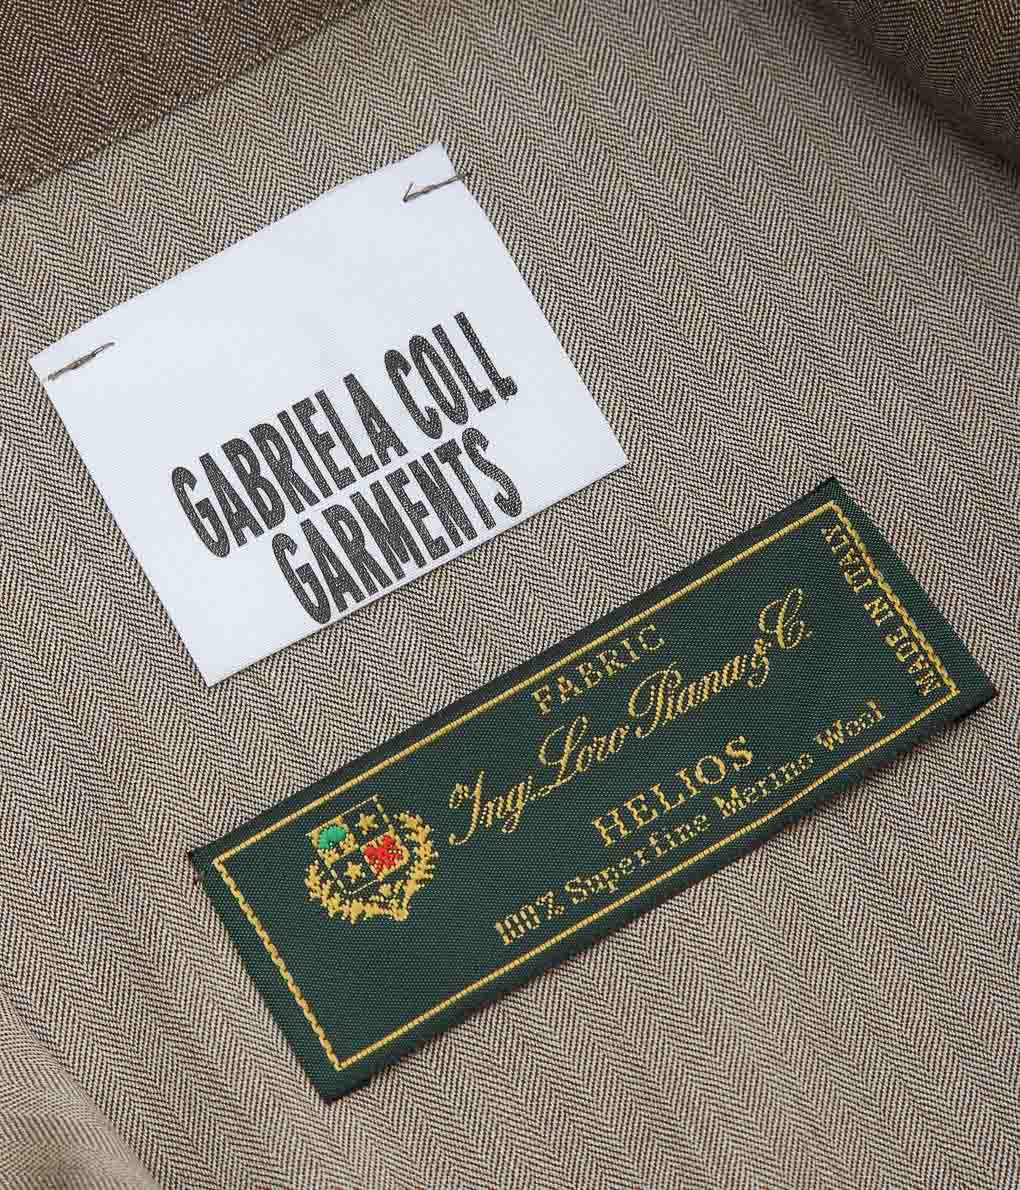 GABRIELA COLL
GARMENTS
FABRIC
Ing. Loro Piana & C.
HELIOS
100% Superfine Merino Wool
MADE IN ITALY